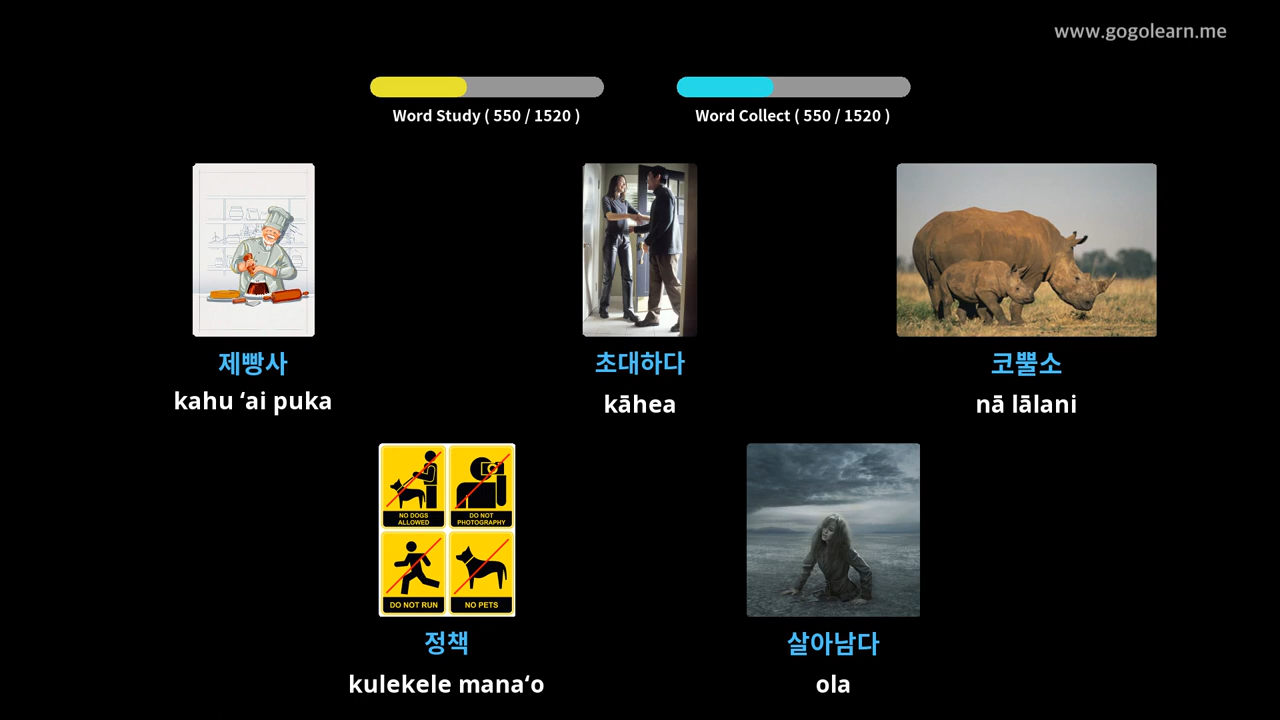 www.gogolearn.me
Word Study ( 550 / 1520 )
Word Collect ( 550 / 1520 )
제빵사
kahu ʻai puka
초대하다
kāhea
코뿔소
nā lālani
NO DOGS
ALLOWED
DO NOT
PHOTOGRAPHY
DO NOT RUN
NO PETS
정책
kulekele manaʻo
살아남다
ola